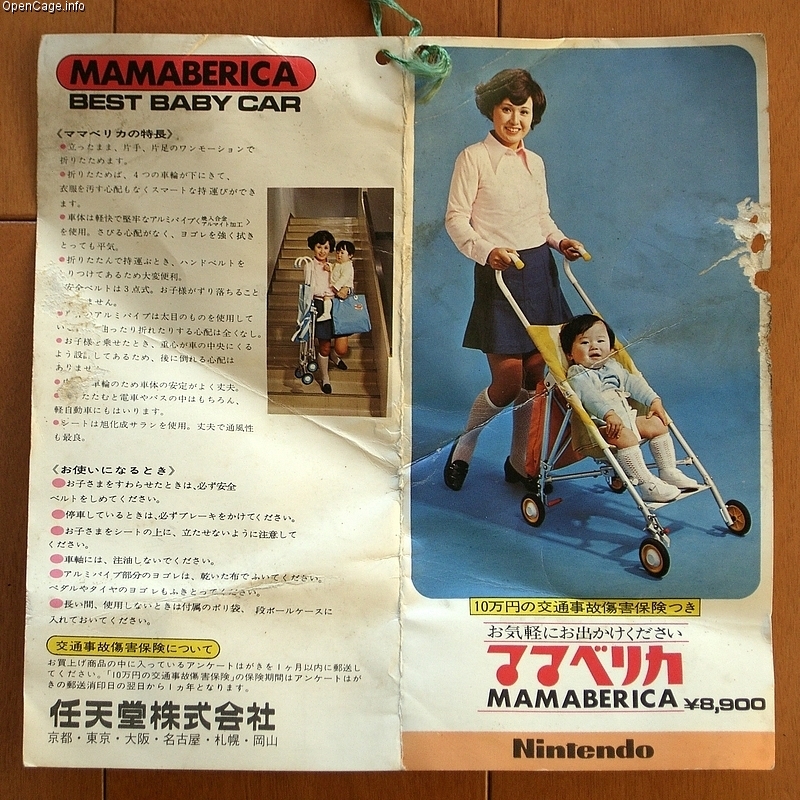 OpenCage.info
MAMABERICA
BEST BABY CAR
《ママベリカの特長》
●立ったまま、片手、片足のワンモーションで
折りたためます。
●折りたためば、4つの車輪が下にきて、
衣服を汚す心配もなくスマートな持運びができ
ます。
●車体は軽快で堅牢なアルミパイプ
アルマイト加工
を使用。さびる心配がなく、ヨゴレを強く拭き
とっても平気。
●折りたたんで持運ぶとき、ハンドベルトを
りつけてあるため大変便利。
安全ベルトは3点式。お子様がずり落ちること
ません。
アルミパイプは太目のものを使用して
曲ったり折れたりする心配は全くなし。
●お子様を乗せたとき、重心が車の中央にくる
よう設してあるため、後に倒れる心配は
ありませ
車輪のため車体の安定がよく丈夫。
たたむと電車やバスの中はもちろん、
軽自動車にもはいります。
●シートは旭化成サランを使用。丈夫で通風性
も最良。
《お使いになるとき》
●お子さまをすわらせたときは、必ず安全
ベルトをしめてください。
●停車しているときは、必ずブレーキをかけてください。
●お子さまをシートの上に、立たせないように注意して
ください。
●車軸には、注油しないでください。
●アルミパイプ部分のヨゴレは、乾いた布でふいてください。
ペダルやタイヤのヨゴレもふきとってください。
●長い間、使用しないときは付属のポリ袋、段ボールケースに
入れておいてください。
交通事故傷害保険について
お買上げ商品の中に入っているアンケートはがきを1ヶ月以内に郵送し
てください。「10万円の交通事故傷害保険」の保険期間はアンケートはが
きの郵送消印日の翌日から1ヵ年となります。
任天堂株式会社
京都・東京・大阪・名古屋・札幌・岡山
10万円の交通事故傷害保険つき
お気軽にお出かけください
ママベリカ
MAMABERICA ¥8,900
Nintendo